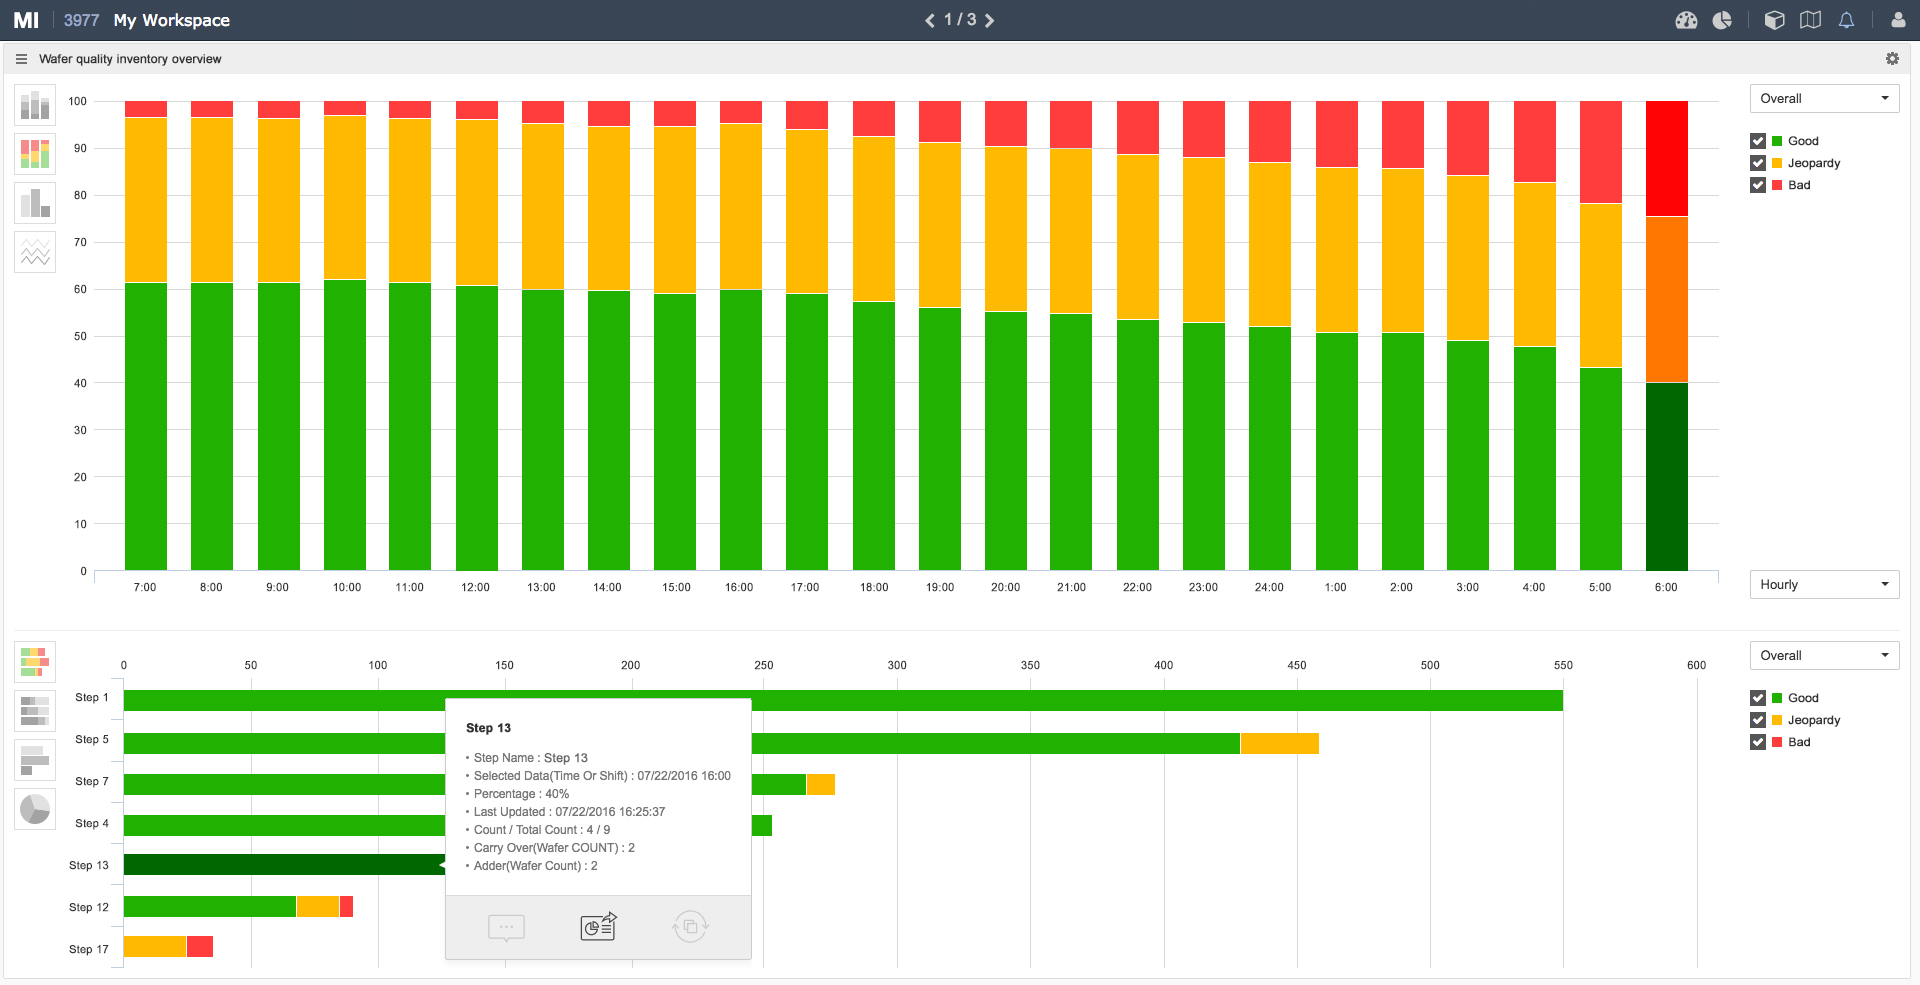 MI 3977 My Workspace 1 / 3
Wafer quality inventory overview
Overall
Good
Jeopardy
Bad
100
90
80
70
60
50
40
30
20
10
0
7:00 8:00 9:00 10:00 11:00 12:00 13:00 14:00 15:00 16:00 17:00 18:00 19:00 20:00 21:00 22:00 23:00 24:00 1:00 2:00 3:00 4:00 5:00 6:00
Hourly
Overall
Good
Jeopardy
Bad
0 50 100 150 200 250 300 350 400 450 500 550 600
Step 1
Step 5
Step 7
Step 4
Step 13
Step 12
Step 17
Step 13
• Step Name : Step 13
• Selected Data(Time Or Shift) : 07/22/2016 16:00
• Percentage : 40%
• Last Updated : 07/22/2016 16:25:37
• Count / Total Count : 4 / 9
• Carry Over(Wafer COUNT) : 2
• Adder(Wafer Count) : 2